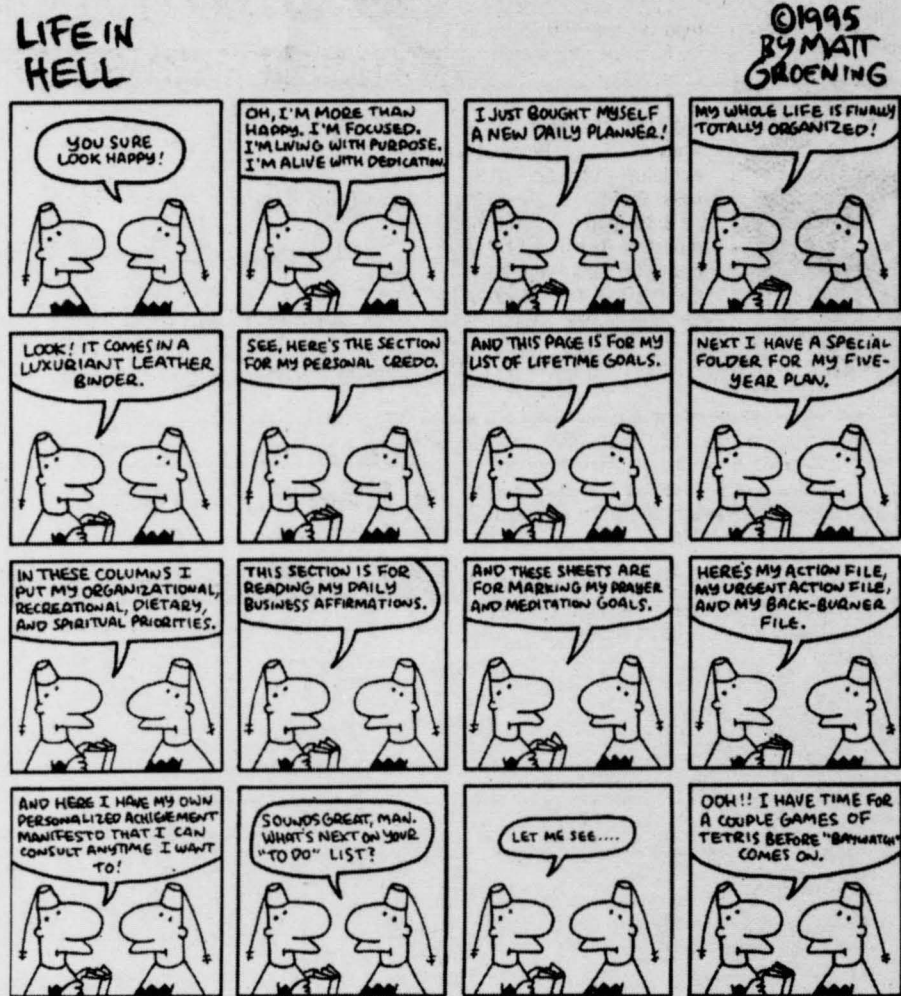 LIFE IN
HELL
©1995
BY MATT
GROENING
YOU SURE
LOOK HAPPY!
OH, I'M MORE THAN
HAPPY. I'M FOCUSED.
I'M LIVING WITH PURPOSE.
I'M ALIVE WITH DEDICATION.
I JUST BOUGHT MYSELF
A NEW DAILY PLANNER!
MY WHOLE LIFE IS FINALLY
TOTALLY ORGANIZED!
LOOK! IT COMES IN A
LUXURIANT LEATHER
BINDER.
SEE, HERE'S THE SECTION
FOR MY PERSONAL CREDO.
AND THIS PAGE IS FOR MY
LIST OF LIFETIME GOALS.
NEXT I HAVE A SPECIAL
FOLDER FOR MY FIVE-
YEAR PLAN.
IN THESE COLUMNS I
PUT MY ORGANIZATIONAL,
RECREATIONAL, DIETARY,
AND SPIRITUAL PRIORITIES.
THIS SECTION IS FOR
READING MY DAILY
BUSINESS AFFIRMATIONS.
AND THESE SHEETS ARE
FOR MARKING MY PRAYER
AND MEDITATION GOALS.
HERE'S MY ACTION FILE,
MY URGENT ACTION FILE,
AND MY BACK-BURNER
FILE.
AND HERE I HAVE MY OWN
PERSONALIZED ACHIEVEMENT
MANIFESTO THAT I CAN
CONSULT ANYTIME I WANT
TO!
SOUNDS GREAT, MAN.
WHAT'S NEXT ON YOUR
"TO DO" LIST?
LET ME SEE....
OOH!! I HAVE TIME FOR
A COUPLE GAMES OF
TETRIS BEFORE "BAYWATCH"
COMES ON.